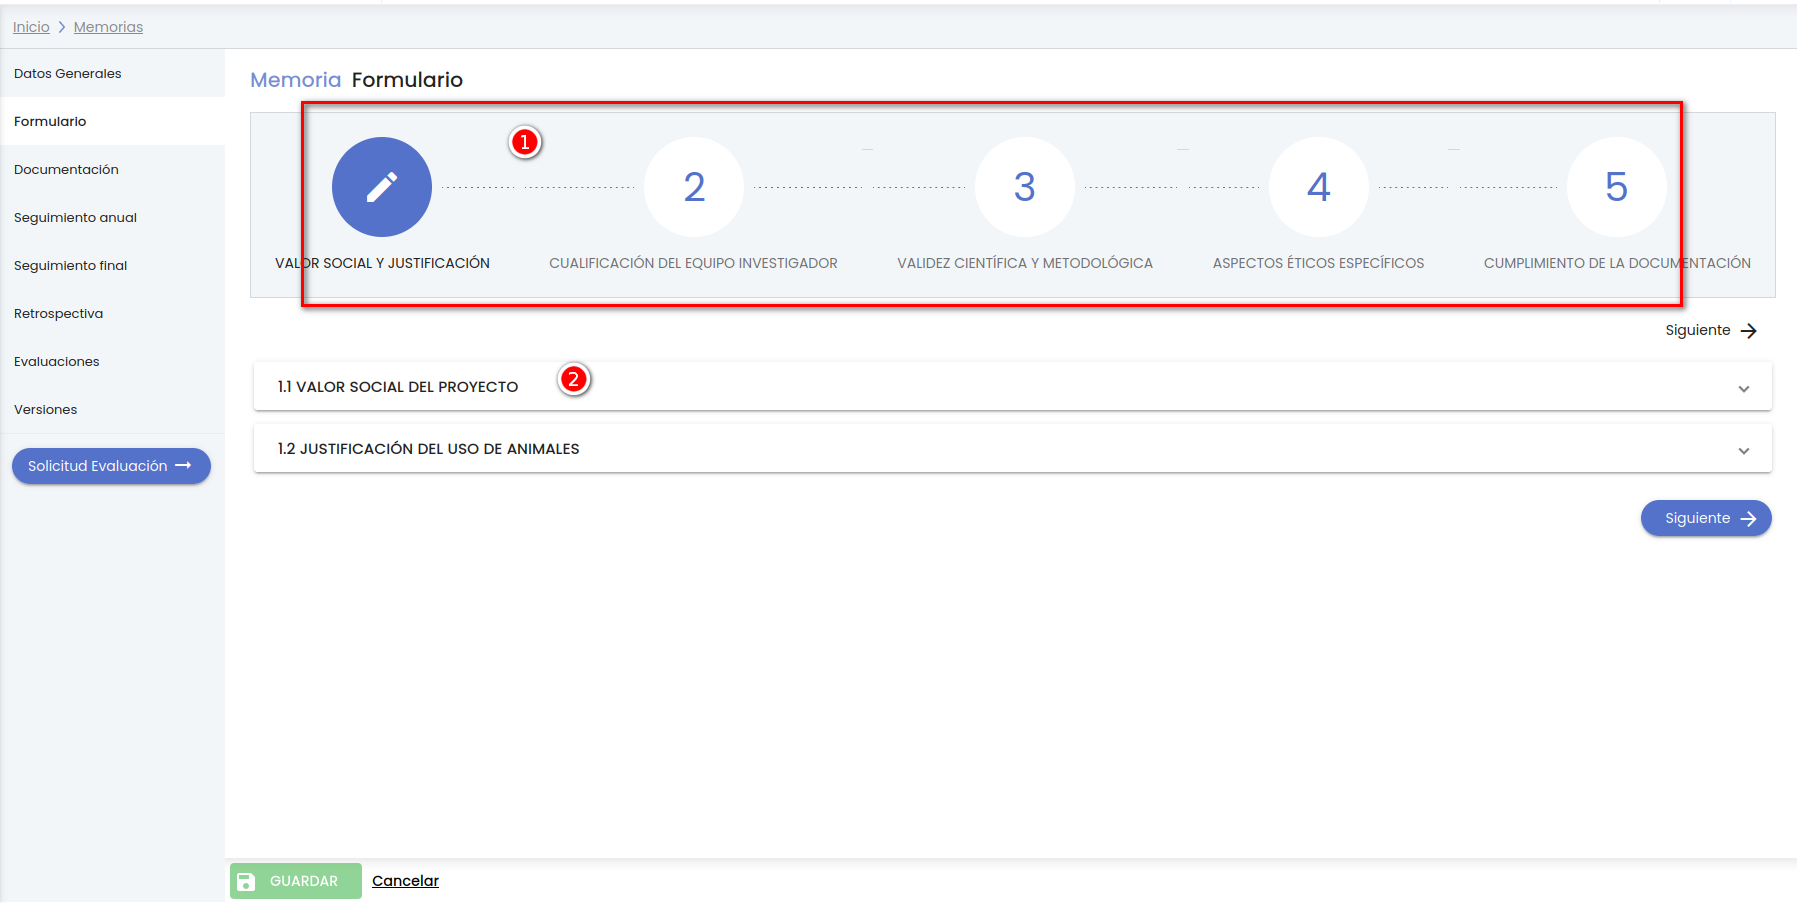 Inicio > Memorias
Datos Generales
Formulario
Documentación
Seguimiento anual
Seguimiento final
Retrospectiva
Evaluaciones
Versiones
Solicitud Evaluación →
Memoria Formulario
1
2
3
4
5
VALOR SOCIAL Y JUSTIFICACIÓN
CUALIFICACIÓN DEL EQUIPO INVESTIGADOR
VALIDEZ CIENTÍFICA Y METODOLÓGICA
ASPECTOS ÉTICOS ESPECÍFICOS
CUMPLIMIENTO DE LA DOCUMENTACIÓN
Siguiente →
1.1 VALOR SOCIAL DEL PROYECTO
2
1.2 JUSTIFICACIÓN DEL USO DE ANIMALES
Siguiente →
GUARDAR
Cancelar